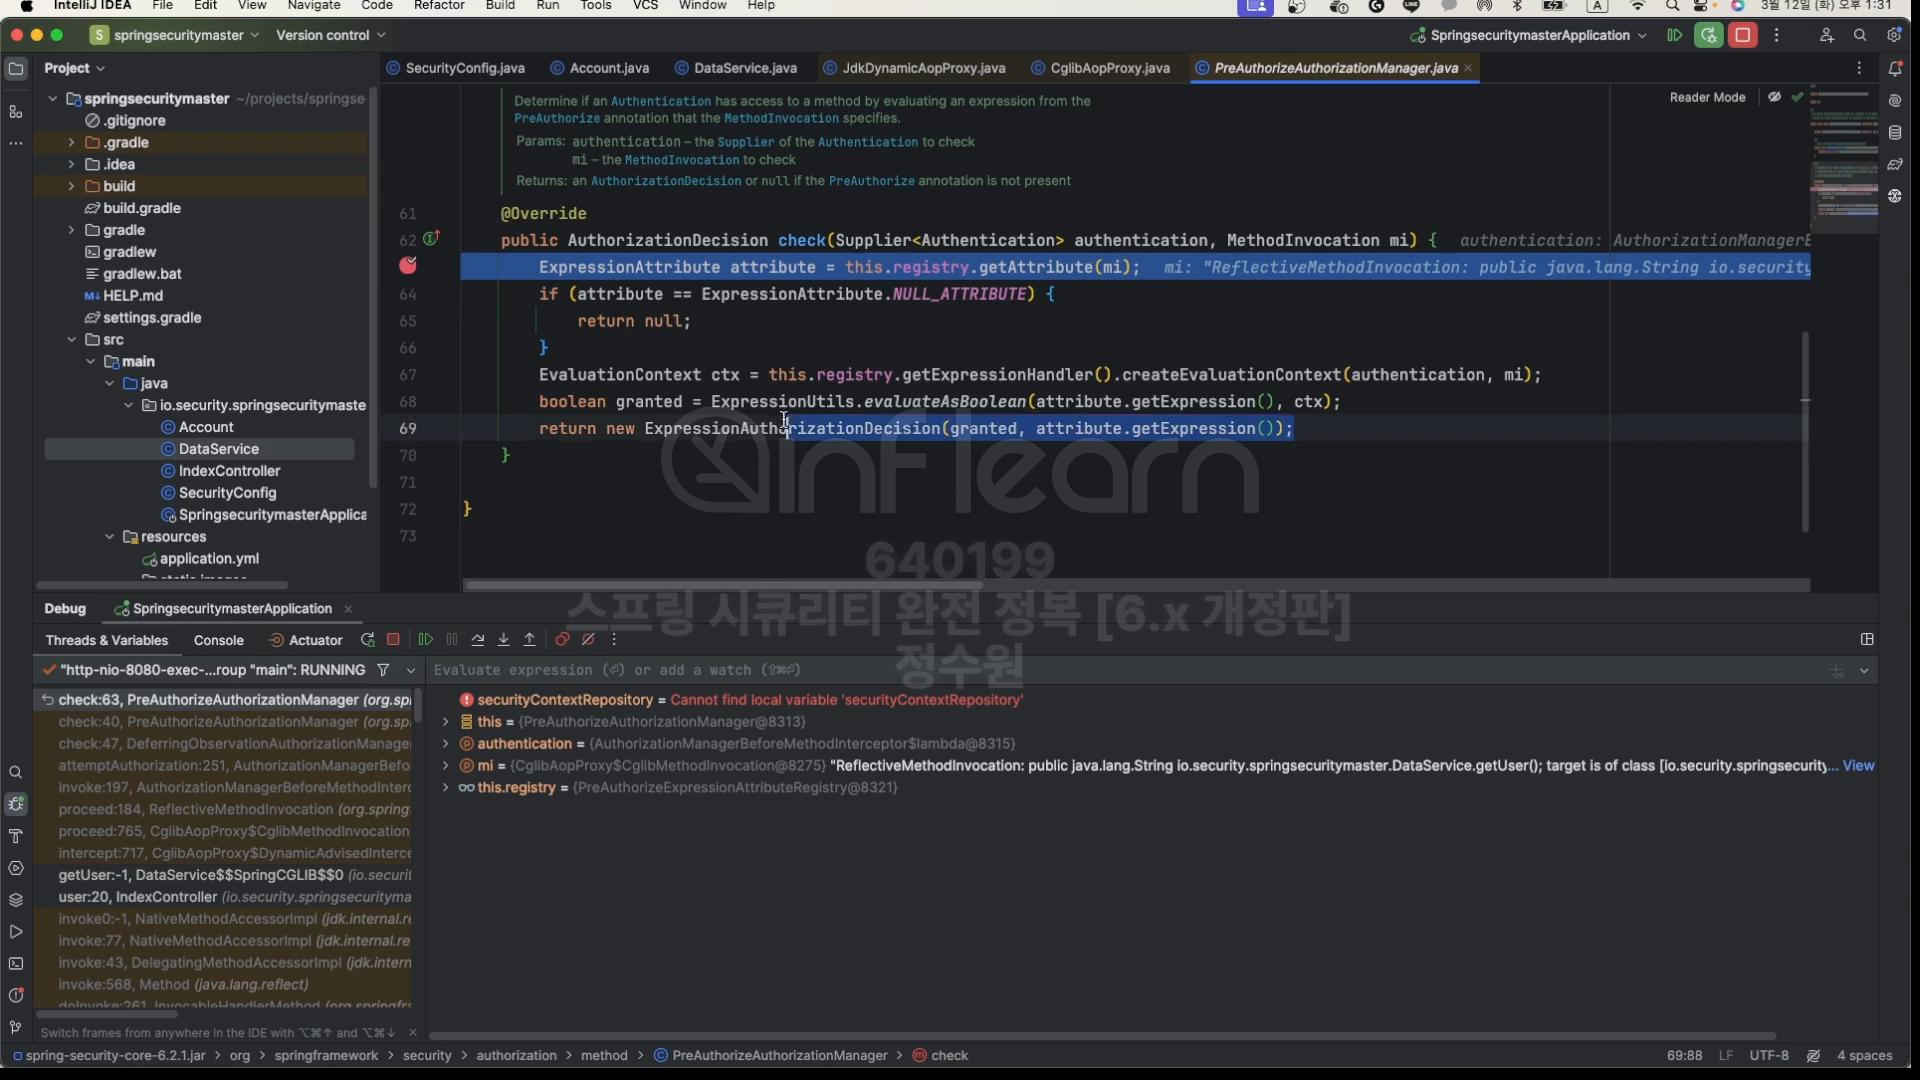 IntelliJ IDEA File Edit View Navigate Code Refactor Build Run Tools VCS Window Help 3월 12일 (화) 오후 1:31
S springsecuritymaster Version control SpringsecuritymasterApplication
Project SecurityConfig.java Account.java DataService.java JdkDynamicAopProxy.java CglibAopProxy.java PreAuthorizeAuthorizationManager.java
Reader Mode
springsecuritymaster ~/projects/springse
.gitignore
.gradle
.idea
build
build.gradle
gradle
gradlew
gradlew.bat
HELP.md
settings.gradle
src
main
java
io.security.springsecuritymaste
Account
DataService
IndexController
SecurityConfig
SpringsecuritymasterApplica
resources
application.yml
Determine if an Authentication has access to a method by evaluating an expression from the
PreAuthorize annotation that the MethodInvocation specifies.
Params: authentication – the Supplier of the Authentication to check
mi – the MethodInvocation to check
Returns: an AuthorizationDecision or null if the PreAuthorize annotation is not present
61 @Override
62 public AuthorizationDecision check(Supplier<Authentication> authentication, MethodInvocation mi) { authentication: AuthorizationManagerB
ExpressionAttribute attribute = this.registry.getAttribute(mi); mi: "ReflectiveMethodInvocation: public java.lang.String io.security
64 if (attribute == ExpressionAttribute.NULL_ATTRIBUTE) {
65 return null;
66 }
67 EvaluationContext ctx = this.registry.getExpressionHandler().createEvaluationContext(authentication, mi);
68 boolean granted = ExpressionUtils.evaluateAsBoolean(attribute.getExpression(), ctx);
69 return new ExpressionAuthorizationDecision(granted, attribute.getExpression());
70 }
71
72 }
73
inflearn
640199
스프링 시큐리티 완전 정복 [6.x 개정판]
정수원
Debug SpringsecuritymasterApplication
Threads & Variables Console Actuator
"http-nio-8080-exec-...roup "main": RUNNING
Evaluate expression (⏎) or add a watch (⇧⌘⏎)
check:63, PreAuthorizeAuthorizationManager (org.sp
check:40, PreAuthorizeAuthorizationManager (org.sp
check:47, DeferringObservationAuthorizationManage
attemptAuthorization:251, AuthorizationManagerBefo
invoke:197, AuthorizationManagerBeforeMethodInterc
proceed:184, ReflectiveMethodInvocation (org.spring
proceed:765, CglibAopProxy$CglibMethodInvocation
intercept:717, CglibAopProxy$DynamicAdvisedInterce
getUser:-1, DataService$$SpringCGLIB$$0 (io.securi
user:20, IndexController (io.security.springsecurityma
invoke0:-1, NativeMethodAccessorImpl (jdk.internal.re
invoke:77, NativeMethodAccessorImpl (jdk.internal.re
invoke:43, DelegatingMethodAccessorImpl (jdk.intern
invoke:568, Method (java.lang.reflect)
doInvoke:261, InvocableHandlerMethod (org.springfr
securityContextRepository = Cannot find local variable 'securityContextRepository'
this = {PreAuthorizeAuthorizationManager@8313}
authentication = {AuthorizationManagerBeforeMethodInterceptor$lambda@8315}
mi = {CglibAopProxy$CglibMethodInvocation@8275} "ReflectiveMethodInvocation: public java.lang.String io.security.springsecuritymaster.DataService.getUser(); target is of class [io.security.springsecurity... View
this.registry = {PreAuthorizeExpressionAttributeRegistry@8321}
Switch frames from anywhere in the IDE with ⌥⌘↑ and ⌥⌘↓
spring-security-core-6.2.1.jar > org > springframework > security > authorization > method > PreAuthorizeAuthorizationManager > check 69:88 LF UTF-8 4 spaces